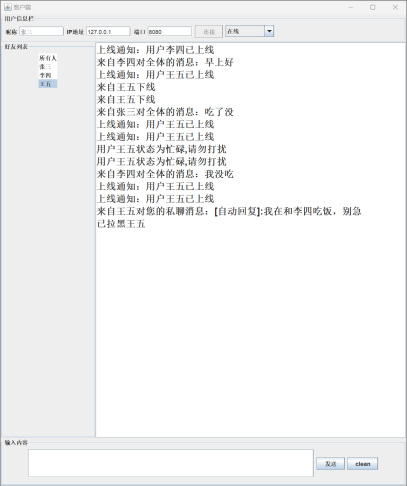 客户端
用户信息栏
昵称 张三 IP地址 127.0.0.1 端口 8080 连接 在线
好友列表
所有人
张三
李四
王五
上线通知：用户李四已上线
来自李四对全体的消息：早上好
上线通知：用户王五已上线
来自王五下线
来自王五下线
来自张三对全体的消息：吃了没
上线通知：用户王五已上线
上线通知：用户王五已上线
用户王五状态为忙碌,请勿打扰
用户王五状态为忙碌,请勿打扰
来自李四对全体的消息：我没吃
上线通知：用户王五已上线
上线通知：用户王五已上线
来自王五对您的私聊消息：[自动回复]:我在和李四吃饭，别急
已拉黑王五
输入内容
发送 clean